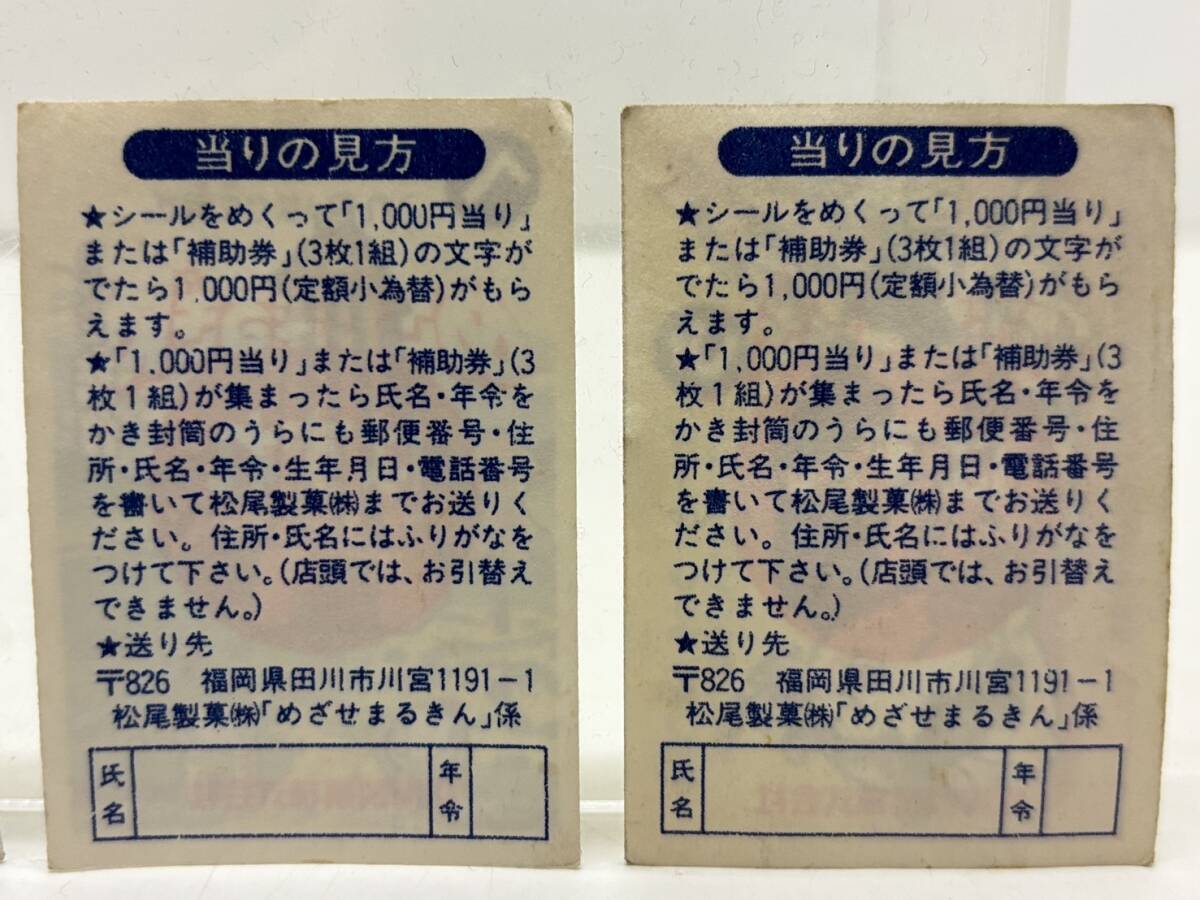 当りの見方
★シールをめくって「1,000円当り」
または「補助券」(3枚1組)の文字が
でたら1,000円(定額小為替)がもら
えます。
★「1,000円当り」または「補助券」(3
枚1組)が集まったら氏名・年令を
かき封筒のうらにも郵便番号・住
所・氏名・年令・生年月日・電話番号
を書いて松尾製菓㈱までお送りく
ださい。住所・氏名にはふりがなを
つけて下さい。(店頭では、お引替え
できません。)
★送り先
〒826 福岡県田川市川宮1191-1
松尾製菓㈱「めざせまるきん」係
氏名 年令
当りの見方
★シールをめくって「1,000円当り」
または「補助券」(3枚1組)の文字が
でたら1,000円(定額小為替)がもら
えます。
★「1,000円当り」または「補助券」(3
枚1組)が集まったら氏名・年令を
かき封筒のうらにも郵便番号・住
所・氏名・年令・生年月日・電話番号
を書いて松尾製菓㈱までお送りく
ださい。住所・氏名にはふりがなを
つけて下さい。(店頭では、お引替え
できません。)
★送り先
〒826 福岡県田川市川宮1191-1
松尾製菓㈱「めざせまるきん」係
氏名 年令